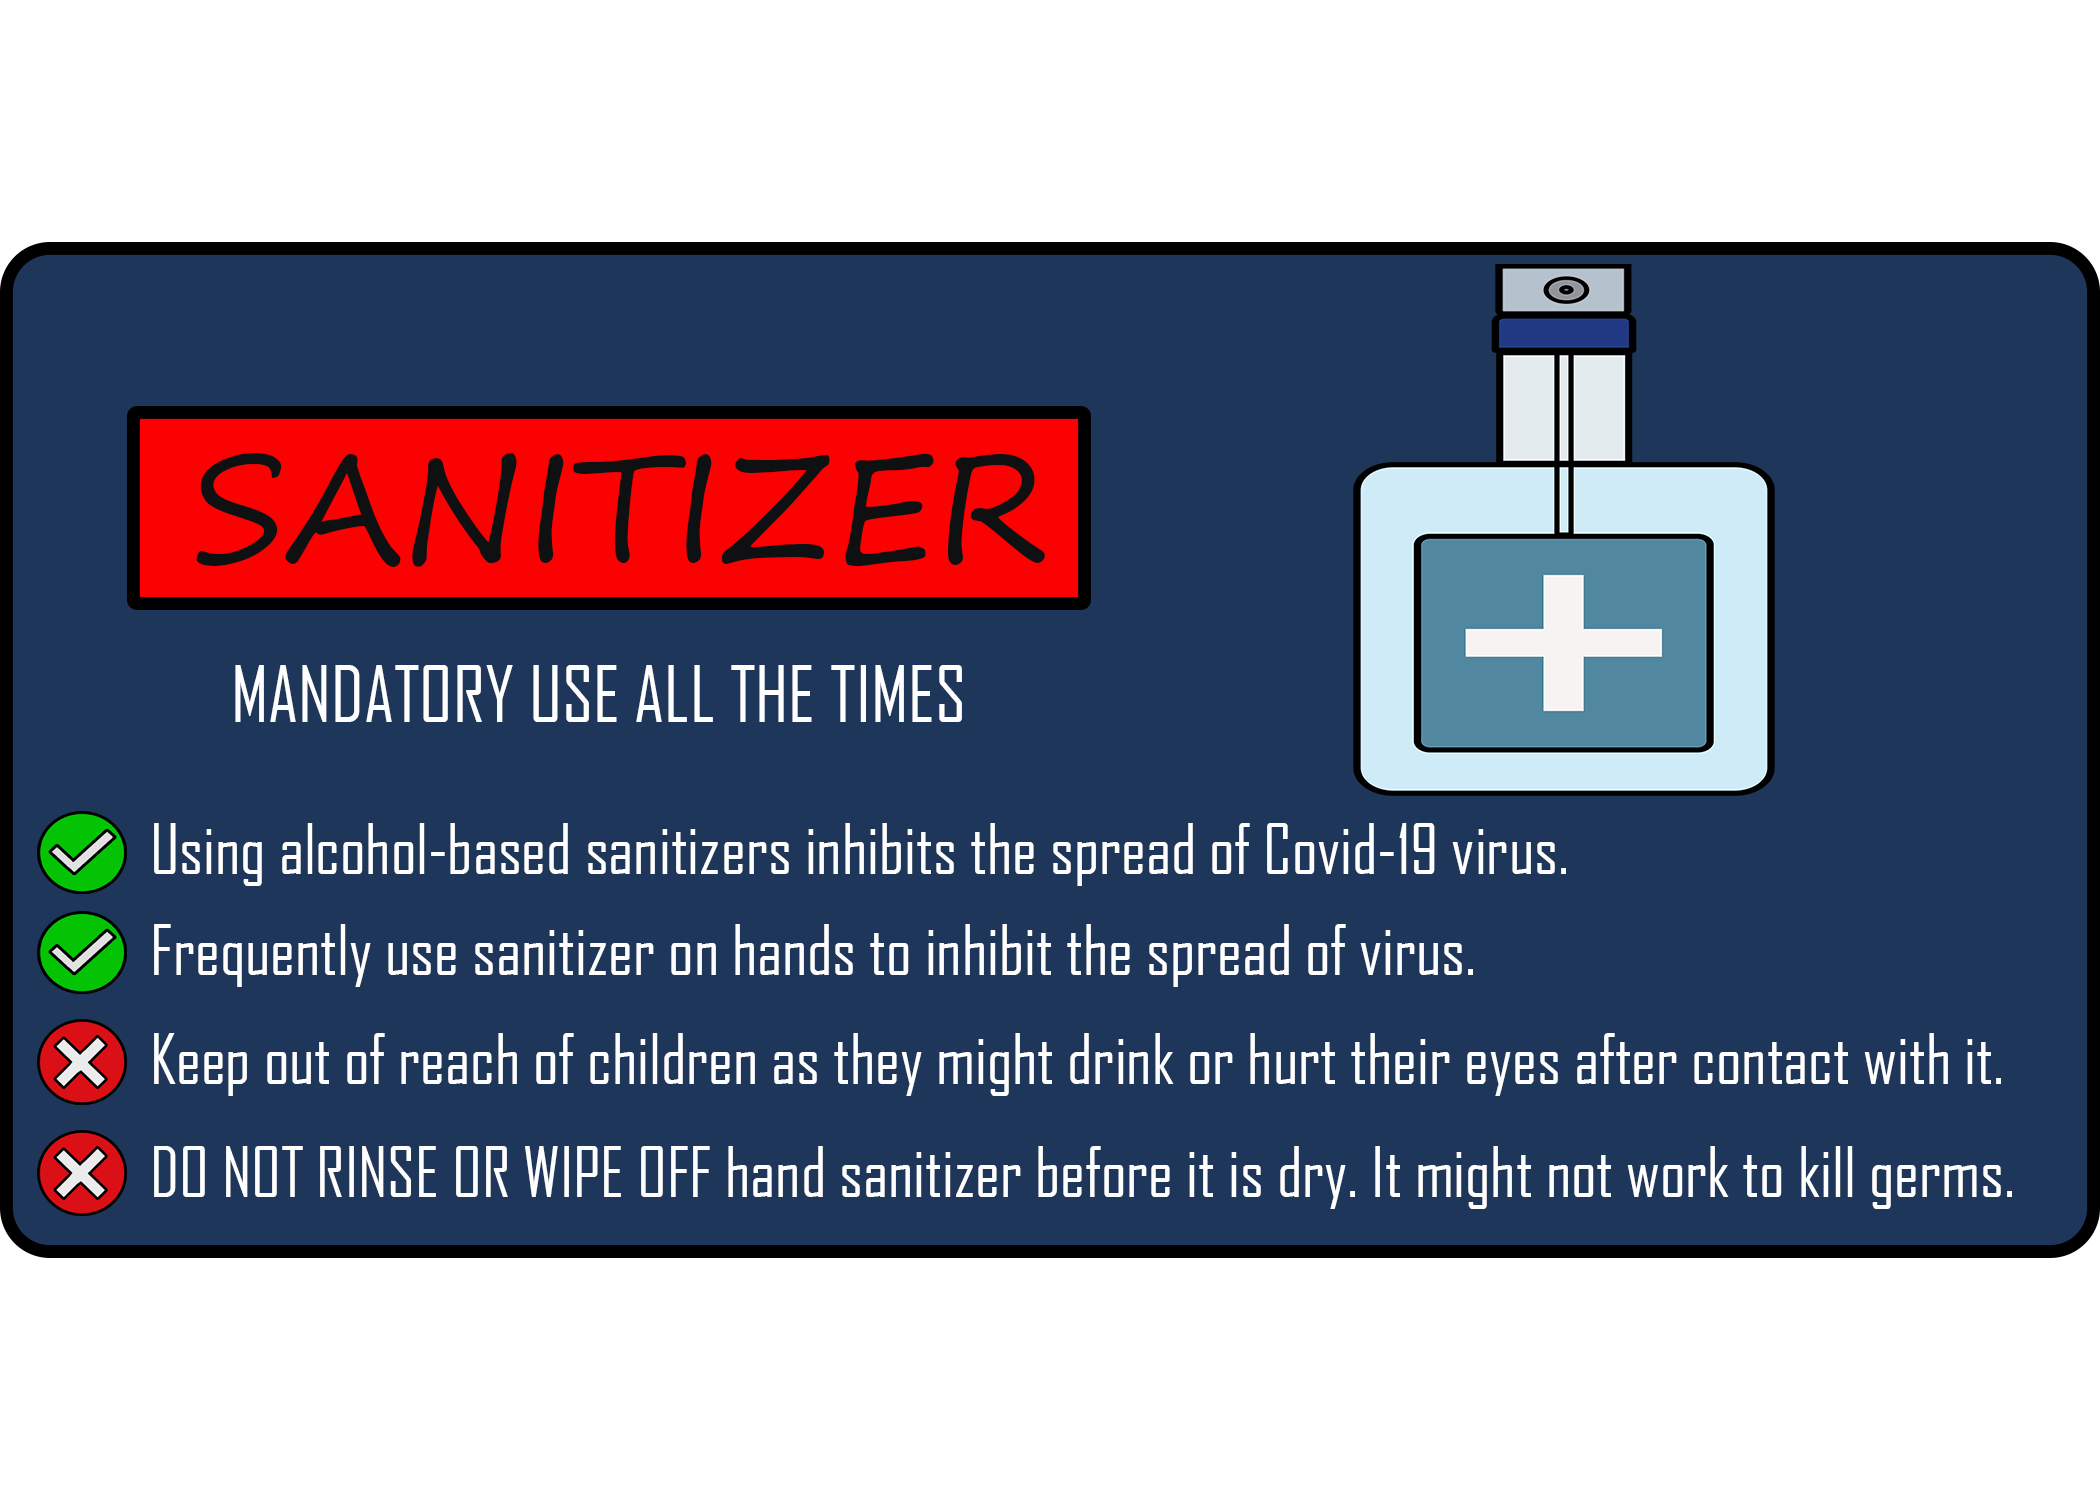 SANITIZER
MANDATORY USE ALL THE TIMES
Using alcohol-based sanitizers inhibits the spread of Covid-19 virus.
Frequently use sanitizer on hands to inhibit the spread of virus.
Keep out of reach of children as they might drink or hurt their eyes after contact with it.
DO NOT RINSE OR WIPE OFF hand sanitizer before it is dry. It might not work to kill germs.